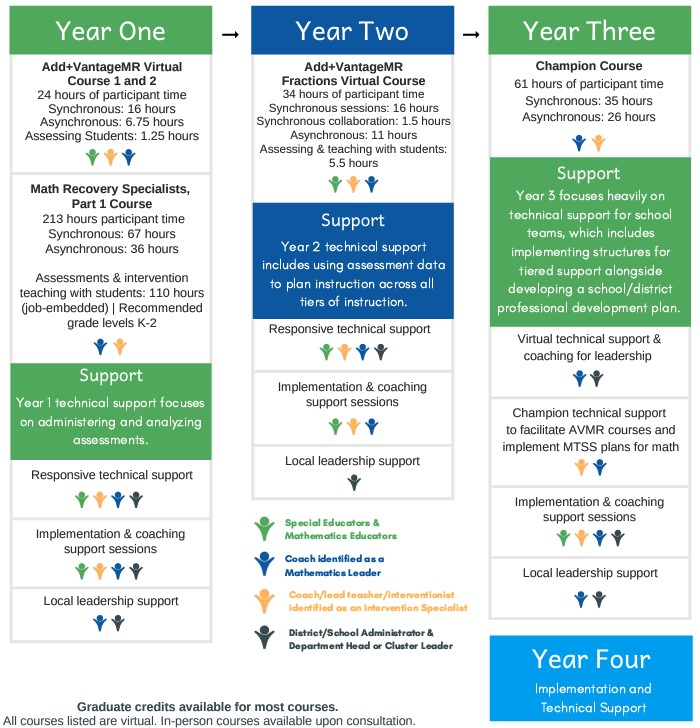 Year One
Add+VantageMR Virtual
Course 1 and 2
24 hours of participant time
Synchronous: 16 hours
Asynchronous: 6.75 hours
Assessing Students: 1.25 hours
Math Recovery Specialists,
Part 1 Course
213 hours participant time
Synchronous: 67 hours
Asynchronous: 36 hours
Assessments & intervention
teaching with students: 110 hours
(job-embedded) | Recommended
grade levels K-2
Support
Year 1 technical support focuses
on administering and analyzing
assessments.
Responsive technical support
Implementation & coaching
support sessions
Local leadership support
Year Two
Add+VantageMR
Fractions Virtual Course
34 hours of participant time
Synchronous sessions: 16 hours
Synchronous collaboration: 1.5 hours
Asynchronous: 11 hours
Assessing & teaching with students:
5.5 hours
Support
Year 2 technical support
includes using assessment data
to plan instruction across all
tiers of instruction.
Responsive technical support
Implementation & coaching
support sessions
Local leadership support
Special Educators &
Mathematics Educators
Coach identified as a
Mathematics Leader
Coach/lead teacher/interventionist
identified as an Intervention Specialist
District/School Administrator &
Department Head or Cluster Leader
Year Three
Champion Course
61 hours of participant time
Synchronous: 35 hours
Asynchronous: 26 hours
Support
Year 3 focuses heavily on
technical support for school
teams, which includes
implementing structures for
tiered support alongside
developing a school/district
professional development plan.
Virtual technical support &
coaching for leadership
Champion technical support
to facilitate AVMR courses and
implement MTSS plans for math
Implementation & coaching
support sessions
Local leadership support
Year Four
Implementation and
Technical Support
Graduate credits available for most courses.
All courses listed are virtual. In-person courses available upon consultation.